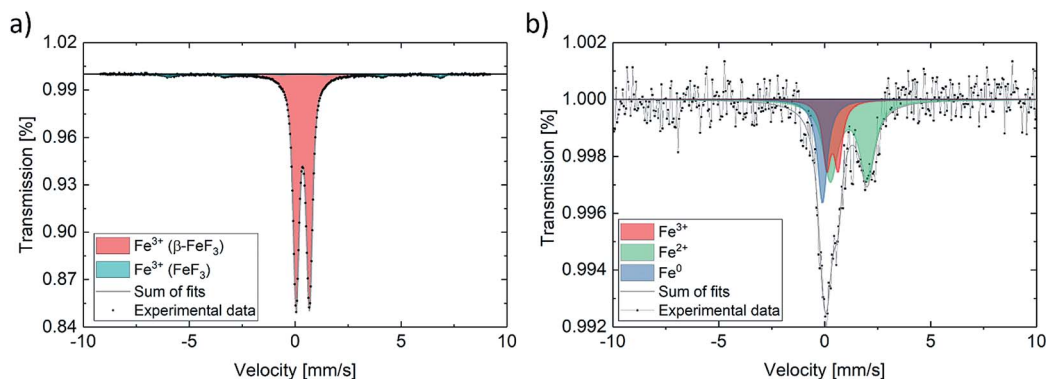 a)
Transmission [%]
1.02
0.99
0.96
0.93
0.90
0.87
0.84
Fe³⁺ (β-FeF₃)
Fe³⁺ (FeF₃)
Sum of fits
Experimental data
-10 -5 0 5 10
Velocity [mm/s]
b)
Transmission [%]
1.002
1.000
0.998
0.996
0.994
0.992
Fe³⁺
Fe²⁺
Fe⁰
Sum of fits
Experimental data
-10 -5 0 5 10
Velocity [mm/s]